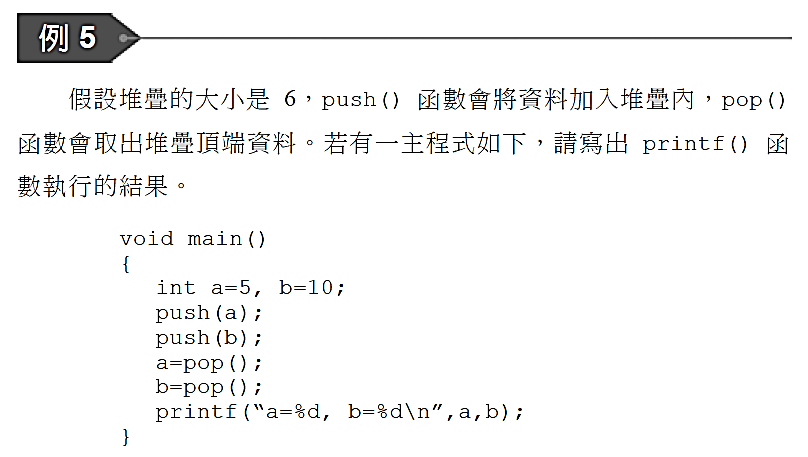 例 5
假設堆疊的大小是 6，push() 函數會將資料加入堆疊內，pop()
函數會取出堆疊頂端資料。若有一主程式如下，請寫出 printf() 函
數執行的結果。
void main()
{
int a=5, b=10;
push(a);
push(b);
a=pop();
b=pop();
printf(“a=%d, b=%d\n”,a,b);
}